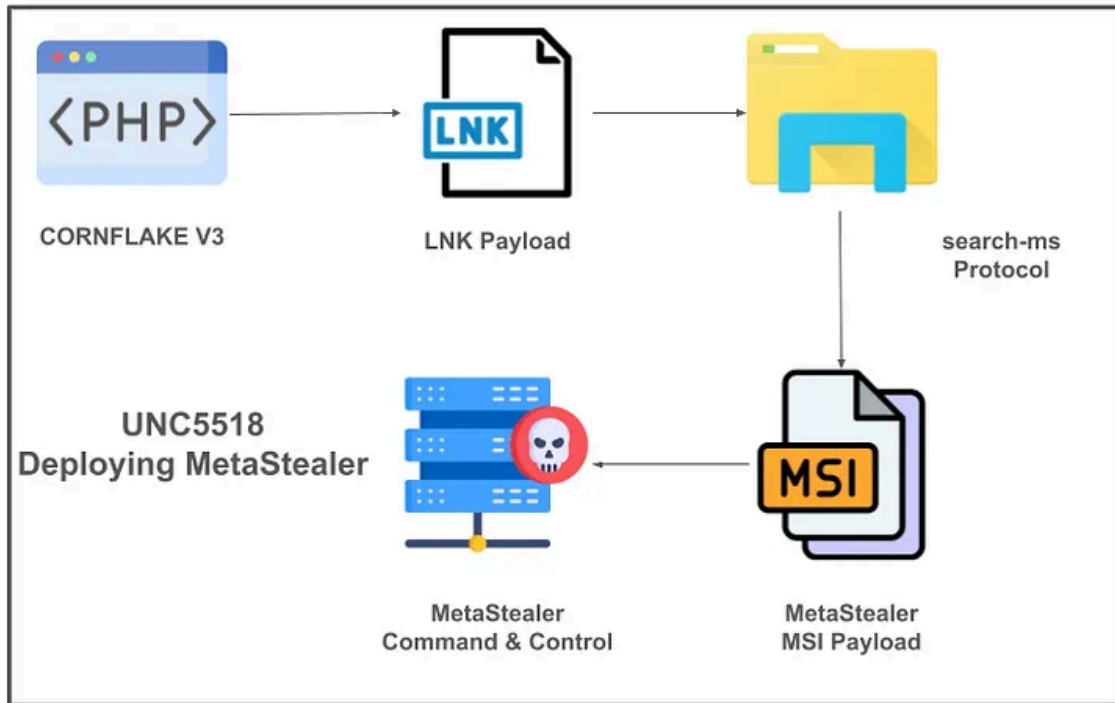 <PHP>
CORNFLAKE V3
LNK
LNK Payload
search-ms
Protocol
UNC5518
Deploying MetaStealer
MetaStealer
Command & Control
MSI
MetaStealer
MSI Payload